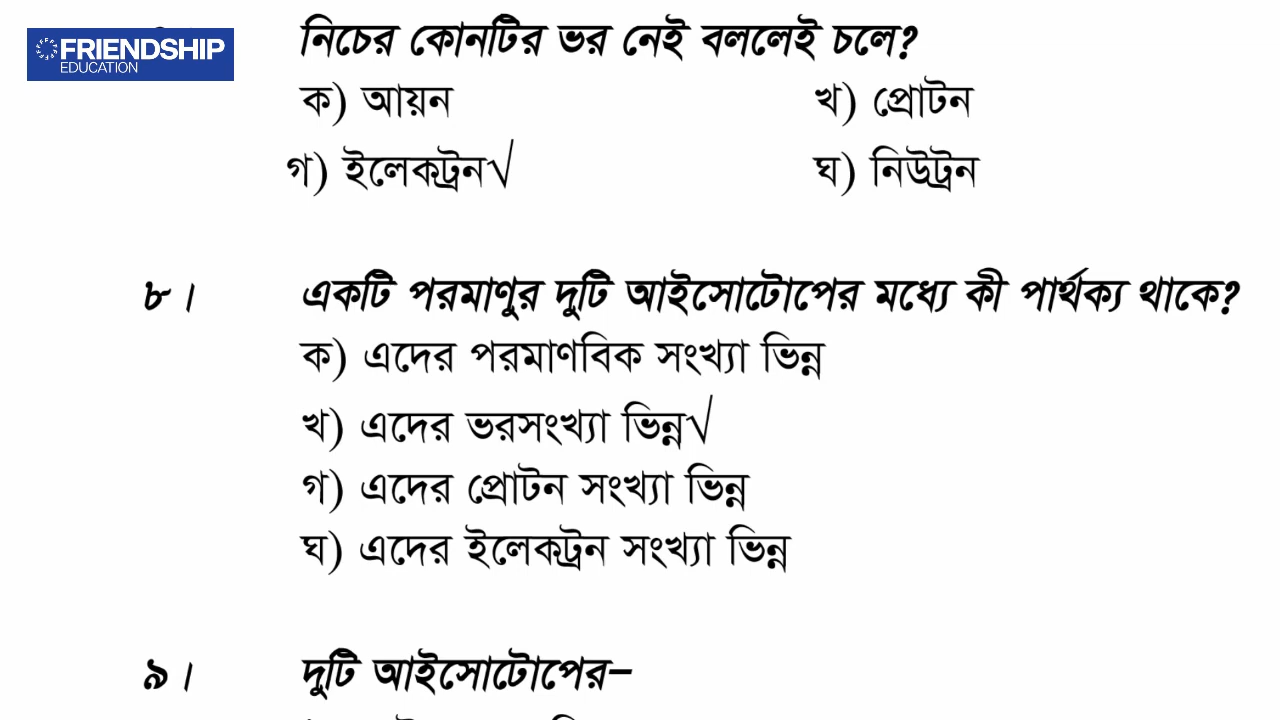 FRIENDSHIP
EDUCATION
নিচের কোনটির ভর নেই বললেই চলে?
ক) আয়ন খ) প্রোটন
গ) ইলেকট্রন√ ঘ) নিউট্রন
৮। একটি পরমাণুর দুটি আইসোটোপের মধ্যে কী পার্থক্য থাকে?
ক) এদের পরমাণবিক সংখ্যা ভিন্ন
খ) এদের ভরসংখ্যা ভিন্ন√
গ) এদের প্রোটন সংখ্যা ভিন্ন
ঘ) এদের ইলেকট্রন সংখ্যা ভিন্ন
৯। দুটি আইসোটোপের–